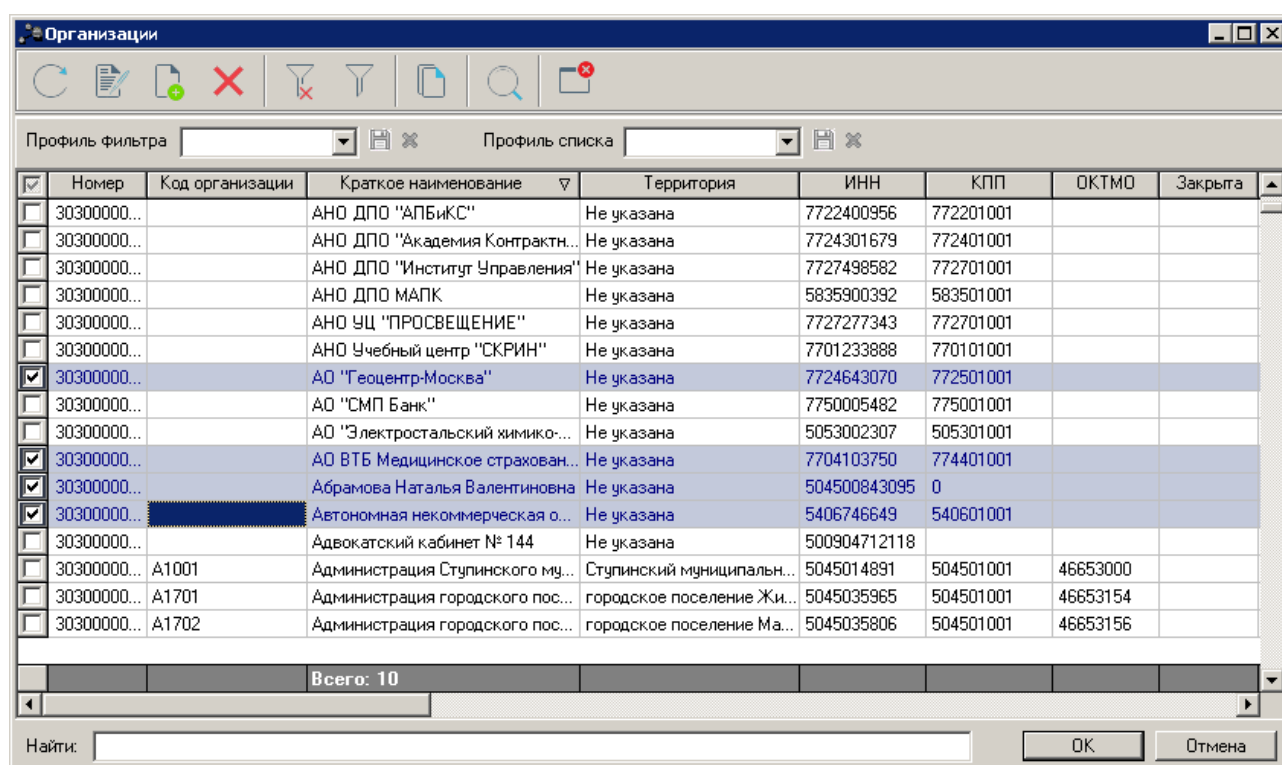 Организации
Профиль фильтра Профиль списка
Номер Код организации Краткое наименование Территория ИНН КПП ОКТМО Закрыта
30300000... АНО ДПО "АПБиКС" Не указана 7722400956 772201001
30300000... АНО ДПО "Академия Контрактн... Не указана 7724301679 772401001
30300000... АНО ДПО "Институт Управления" Не указана 7727498582 772701001
30300000... АНО ДПО МАПК Не указана 5835900392 583501001
30300000... АНО УЦ "ПРОСВЕЩЕНИЕ" Не указана 7727277343 772701001
30300000... АНО Учебный центр "СКРИН" Не указана 7701233888 770101001
30300000... АО "Геоцентр-Москва" Не указана 7724643070 772501001
30300000... АО "СМП Банк" Не указана 7750005482 775001001
30300000... АО "Электростальский химико-... Не указана 5053002307 505301001
30300000... АО ВТБ Медицинское страхован... Не указана 7704103750 774401001
30300000... Абрамова Наталья Валентиновна Не указана 504500843095 0
30300000... Автономная некоммерческая о... Не указана 5406746649 540601001
30300000... Адвокатский кабинет № 144 Не указана 500904712118
30300000... А1001 Администрация Ступинского му... Ступинский муниципальн... 5045014891 504501001 46653000
30300000... А1701 Администрация городского пос... городское поселение Жи... 5045035965 504501001 46653154
30300000... А1702 Администрация городского пос... городское поселение Ма... 5045035806 504501001 46653156
Всего: 10
Найти: OK Отмена